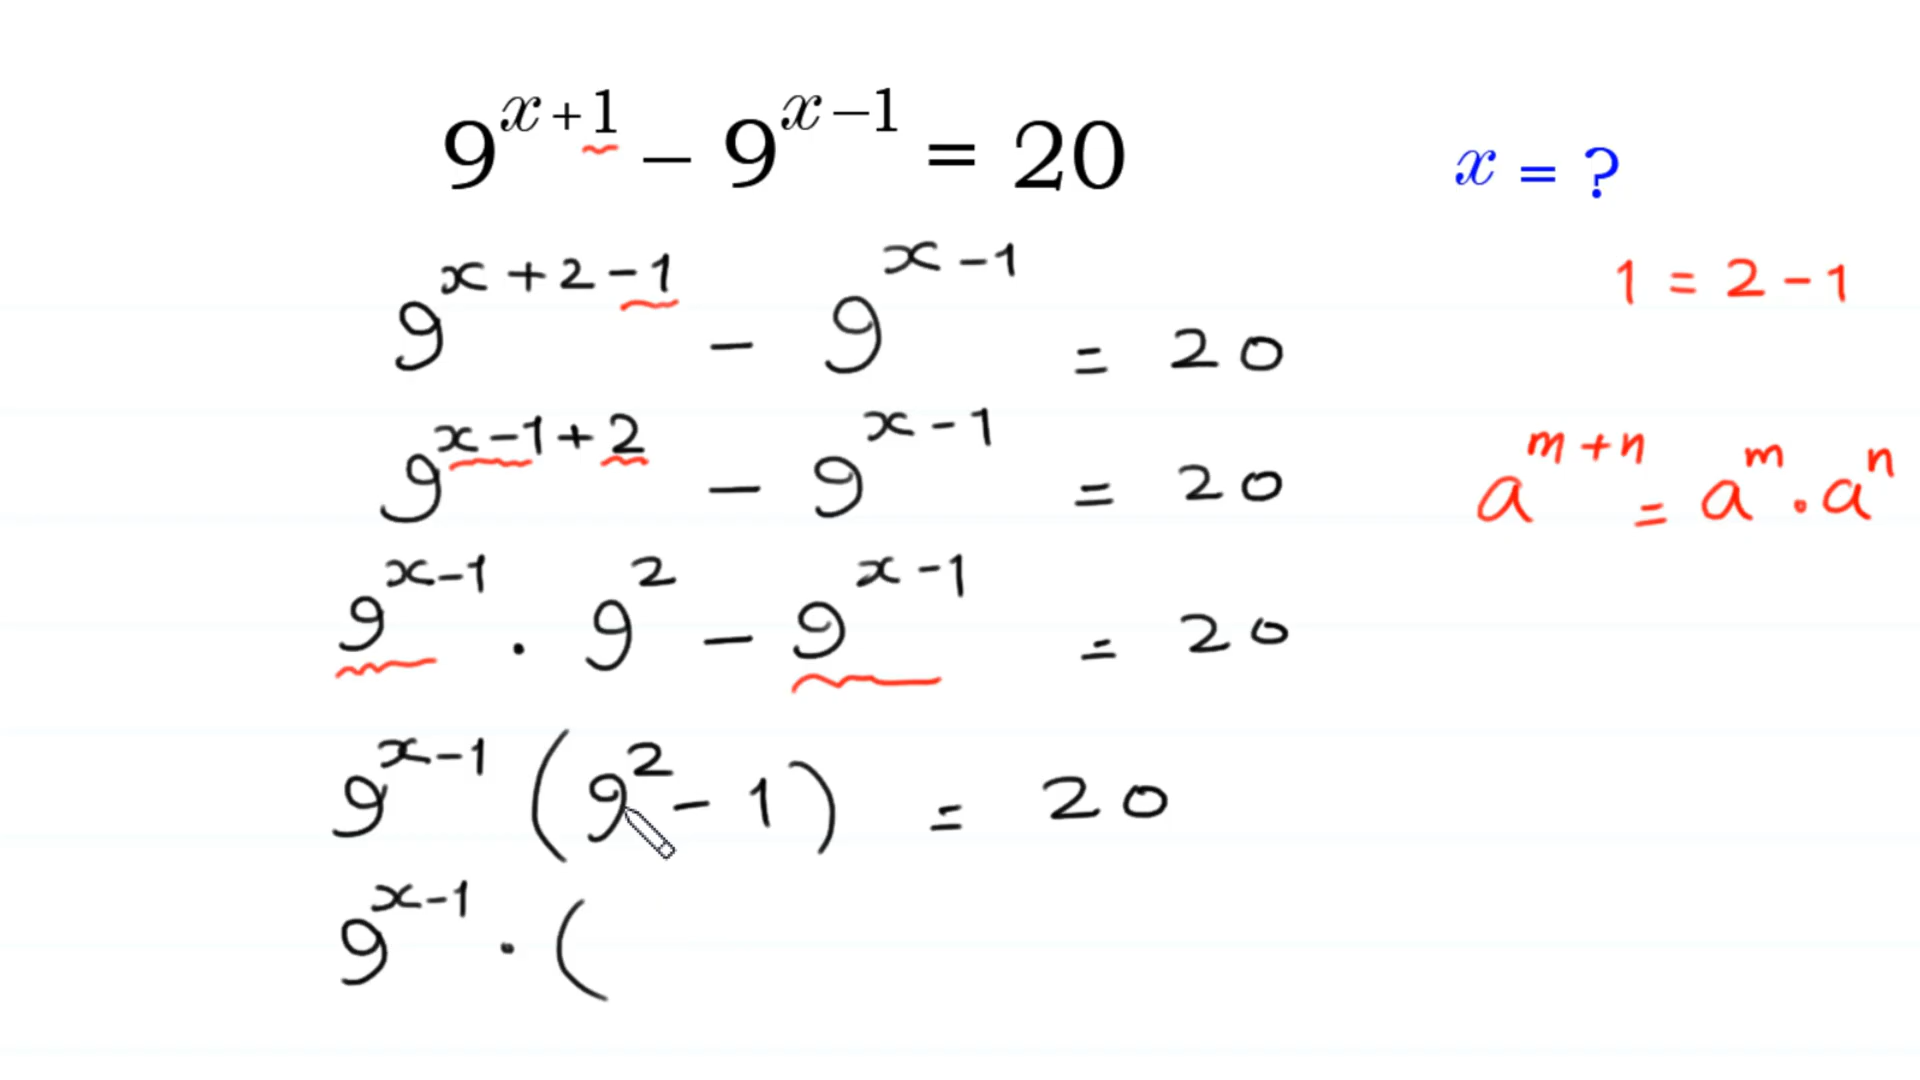 9^{x+1} − 9^{x−1} = 20
x = ?
9^{x+2-1} - 9^{x-1} = 20
1 = 2 - 1
9^{x-1+2} - 9^{x-1} = 20
a^{m+n} = a^m · a^n
9^{x-1} · 9^2 - 9^{x-1} = 20
9^{x-1} (9^2 - 1) = 20
9^{x-1} · (